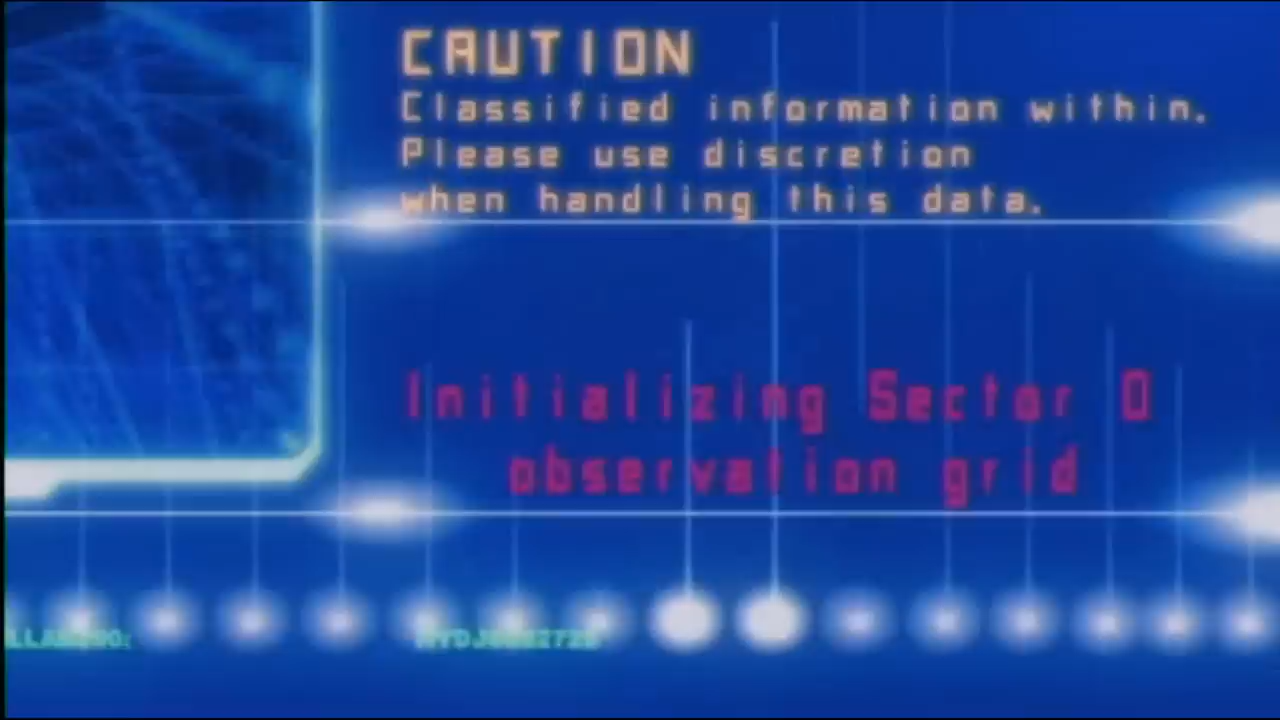 CAUTION
Classified information within.
Please use discretion
when handling this data.
Initializing Sector 0
observation grid